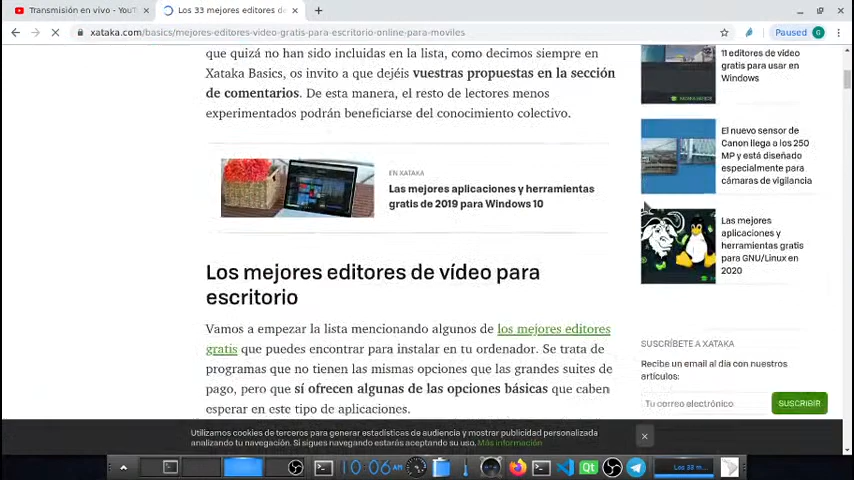 Transmisión en vivo - YouT
Los 33 mejores editores d
xataka.com/basics/mejores-editores-video-gratis-para-escritorio-online-para-moviles
Paused
que quizá no han sido incluidas en la lista, como decimos siempre en
Xataka Basics, os invito a que dejéis vuestras propuestas en la sección
de comentarios. De esta manera, el resto de lectores menos
experimentados podrán beneficiarse del conocimiento colectivo.
EN XATAKA
Las mejores aplicaciones y herramientas
gratis de 2019 para Windows 10
Los mejores editores de vídeo para
escritorio
Vamos a empezar la lista mencionando algunos de los mejores editores
gratis que puedes encontrar para instalar en tu ordenador. Se trata de
programas que no tienen las mismas opciones que las grandes suites de
pago, pero que sí ofrecen algunas de las opciones básicas que caben
esperar en este tipo de aplicaciones.
11 editores de vídeo
gratis para usar en
Windows
El nuevo sensor de
Canon llega a los 250
MP y está diseñado
especialmente para
cámaras de vigilancia
Las mejores
aplicaciones y
herramientas gratis
para GNU/Linux en
2020
SUSCRÍBETE A XATAKA
Recibe un email al día con nuestros
artículos:
Tu correo electrónico
SUSCRIBIR
Utilizamos cookies de terceros para generar estadísticas de audiencia y mostrar publicidad personalizada
analizando tu navegación. Si sigues navegando estarás aceptando su uso. Más información
10:06 AM
Qt
Los 33 m...